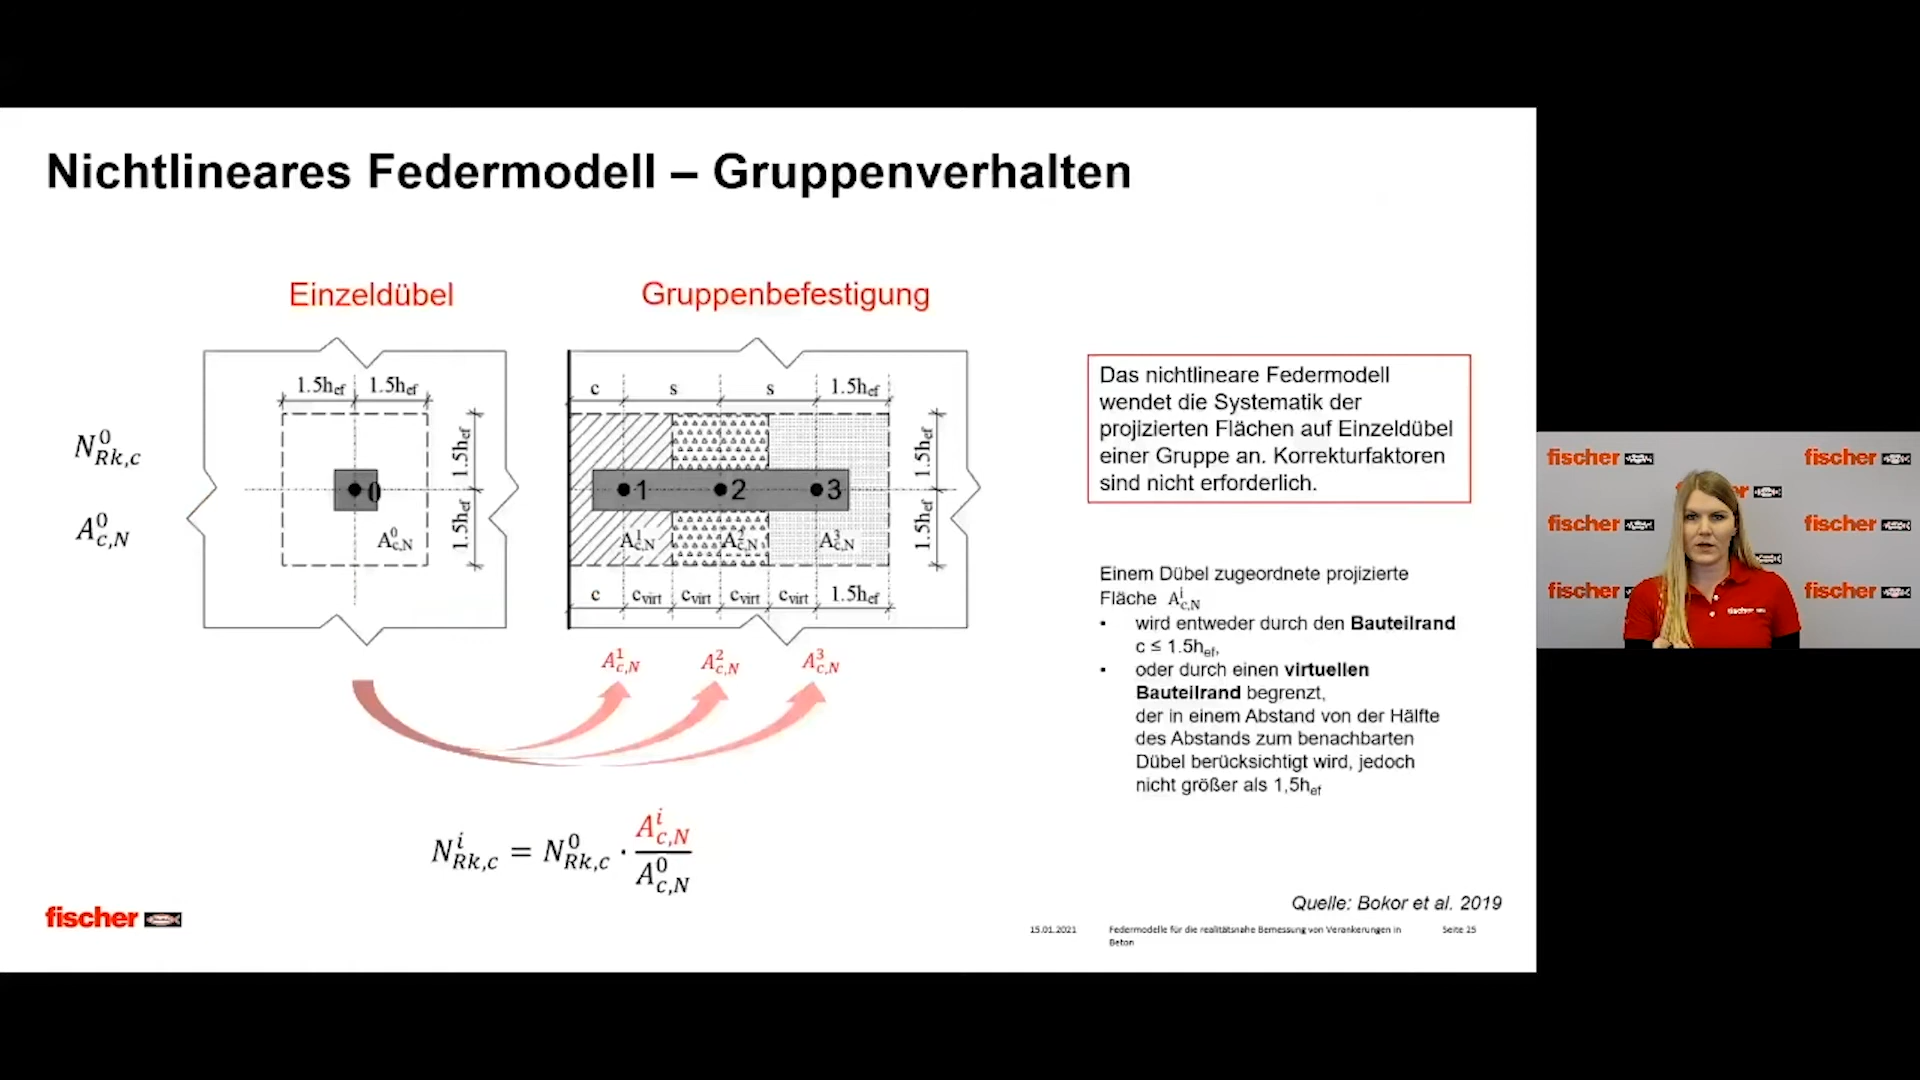 Nichtlineares Federmodell – Gruppenverhalten
Einzeldübel
Gruppenbefestigung
1.5hef 1.5hef
c s s 1.5hef
N⁰Rk,c
A⁰c,N
1.5hef
1.5hef
0
A⁰c,N
1 2 3
A¹c,N A²c,N A³c,N
1.5hef
1.5hef
c cvirt cvirt cvirt cvirt 1.5hef
A¹c,N A²c,N A³c,N
NⁱRk,c = N⁰Rk,c · Aⁱc,N / A⁰c,N
Das nichtlineare Federmodell
wendet die Systematik der
projizierten Flächen auf Einzeldübel
einer Gruppe an. Korrekturfaktoren
sind nicht erforderlich.
Einem Dübel zugeordnete projizierte
Fläche Aⁱc,N
▪ wird entweder durch den Bauteilrand
c ≤ 1.5hef,
▪ oder durch einen virtuellen
Bauteilrand begrenzt,
der in einem Abstand von der Hälfte
des Abstands zum benachbarten
Dübel berücksichtigt wird, jedoch
nicht größer als 1,5hef
Quelle: Bokor et al. 2019
fischer
15.01.2021
Federmodelle für die realitätsnahe Bemessung von Verankerungen in
Beton
Seite 25
fischer fischer
fischer fischer
fischer fischer
fischer